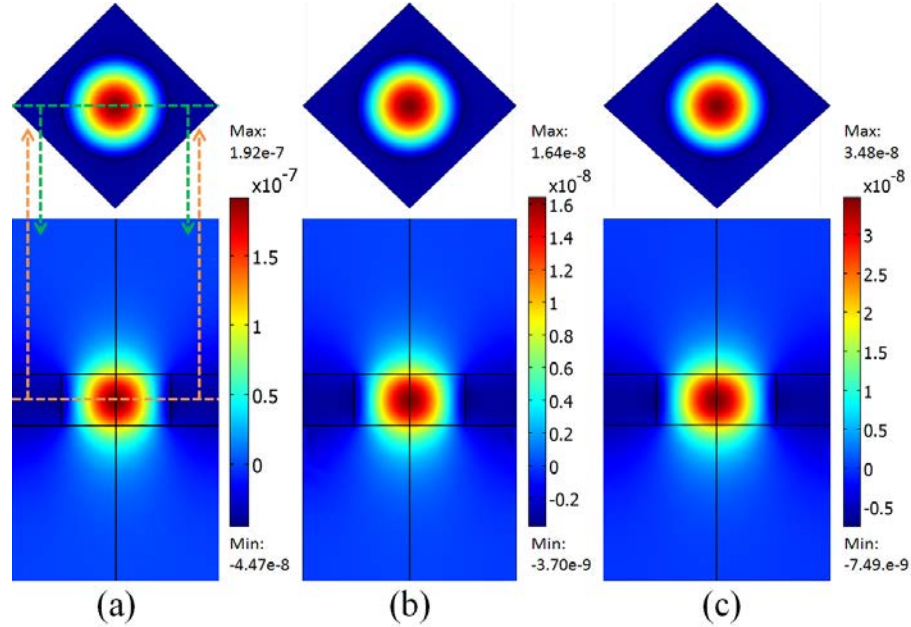 Max:
1.92e-7
x10⁻⁷
1.5
1
0.5
0
Min:
-4.47e-8
(a)
Max:
1.64e-8
x10⁻⁸
1.6
1.4
1.2
1
0.8
0.6
0.4
0.2
0
-0.2
Min:
-3.70e-9
(b)
Max:
3.48e-8
x10⁻⁸
3
2.5
2
1.5
1
0.5
0
-0.5
Min:
-7.49.e-9
(c)